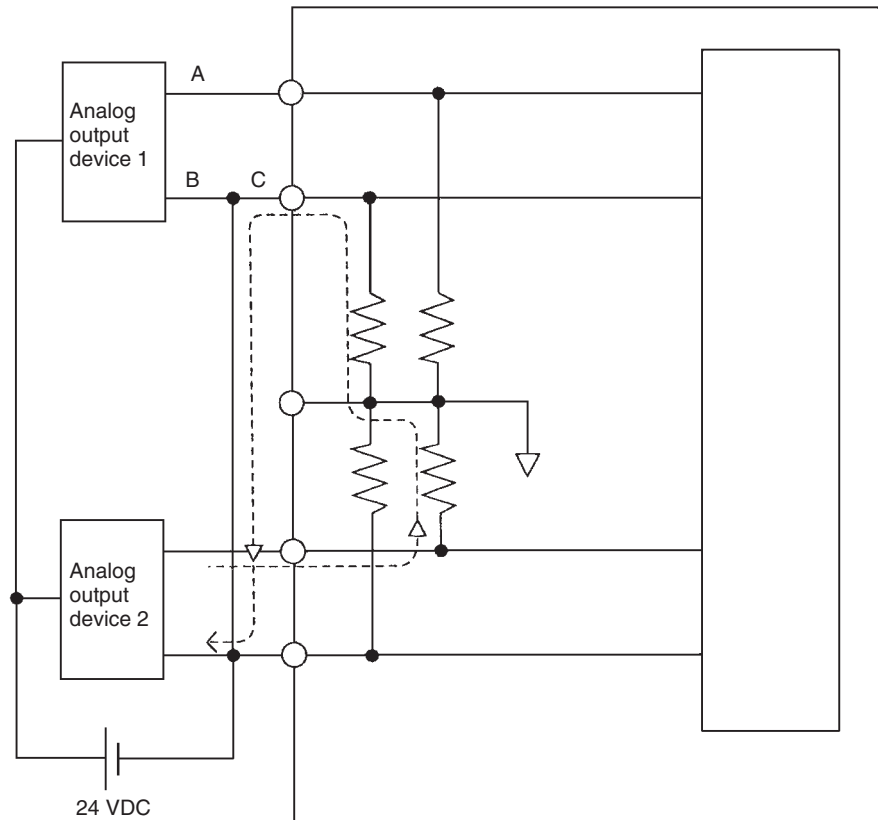 A
Analog
output
device 1
B
C
Analog
output
device 2
24 VDC